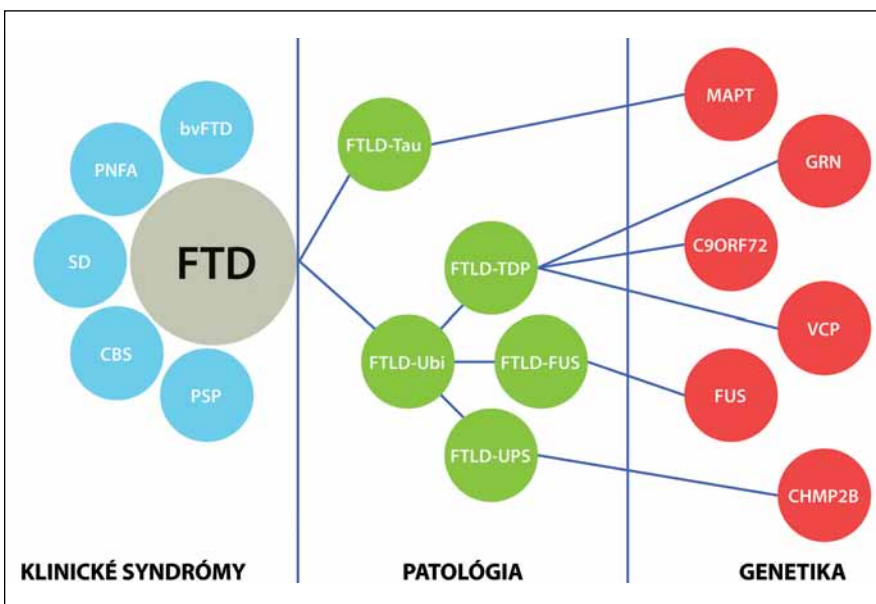 bvFTD
PNFA
SD
FTD
CBS
PSP
KLINICKÉ SYNDRÓMY
FTLD-Tau
FTLD-TDP
FTLD-Ubi
FTLD-FUS
FTLD-UPS
PATOLÓGIA
MAPT
GRN
C9ORF72
VCP
FUS
CHMP2B
GENETIKA